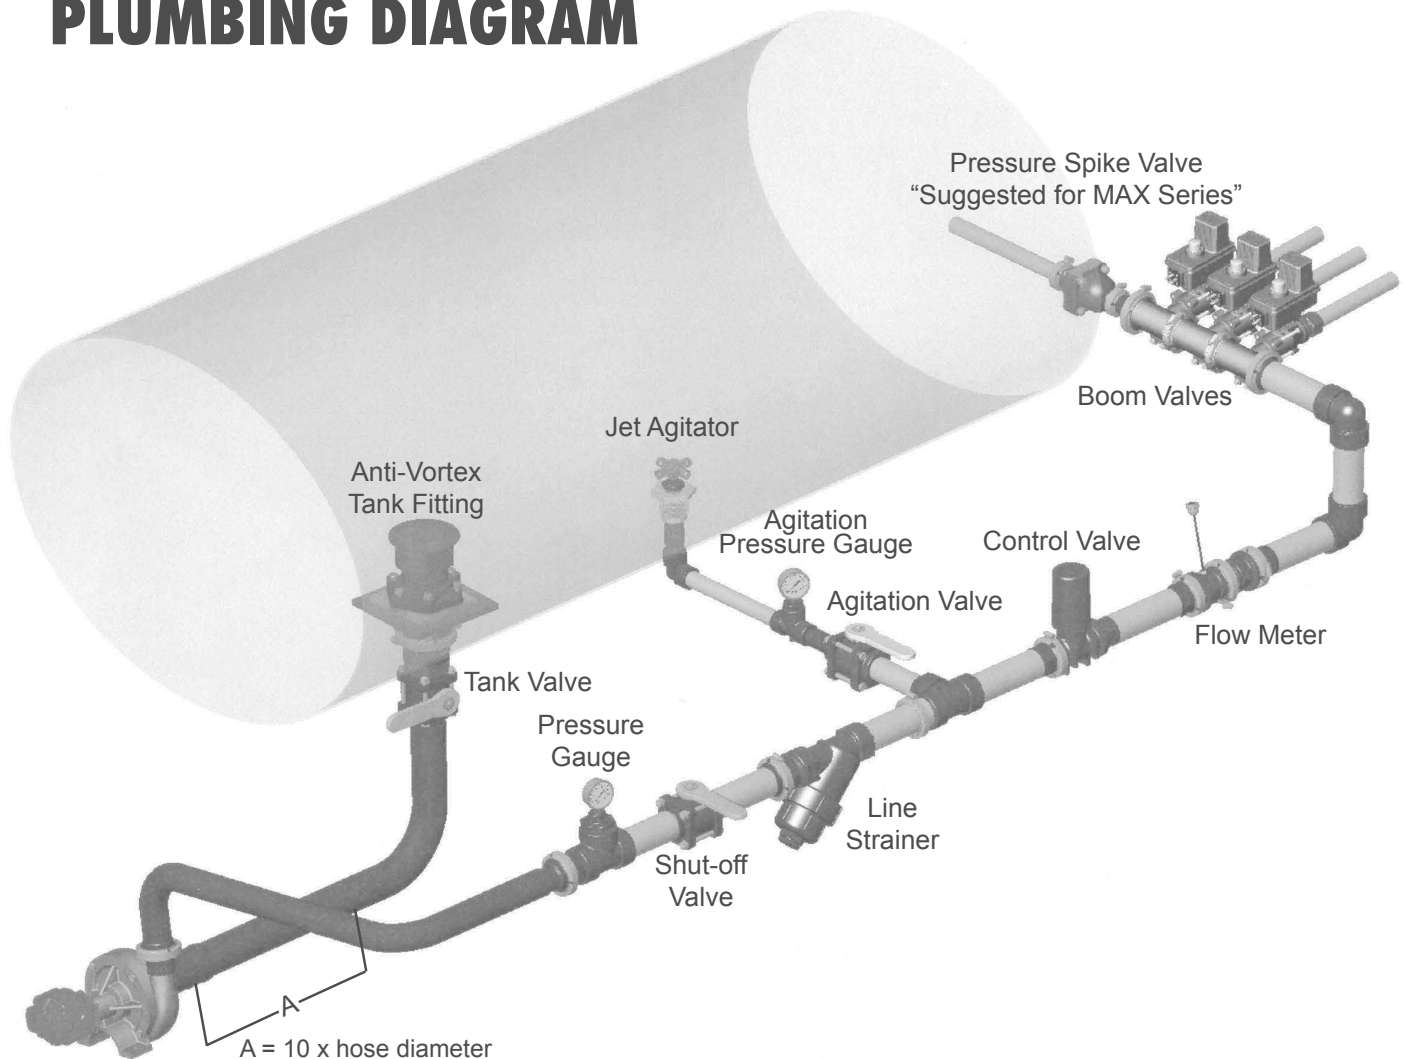 PLUMBING DIAGRAM
Pressure Spike Valve
“Suggested for MAX Series”
Boom Valves
Jet Agitator
Anti-Vortex
Tank Fitting
Agitation
Pressure Gauge
Control Valve
Agitation Valve
Flow Meter
Tank Valve
Pressure
Gauge
Line
Strainer
Shut-off
Valve
A
A = 10 x hose diameter